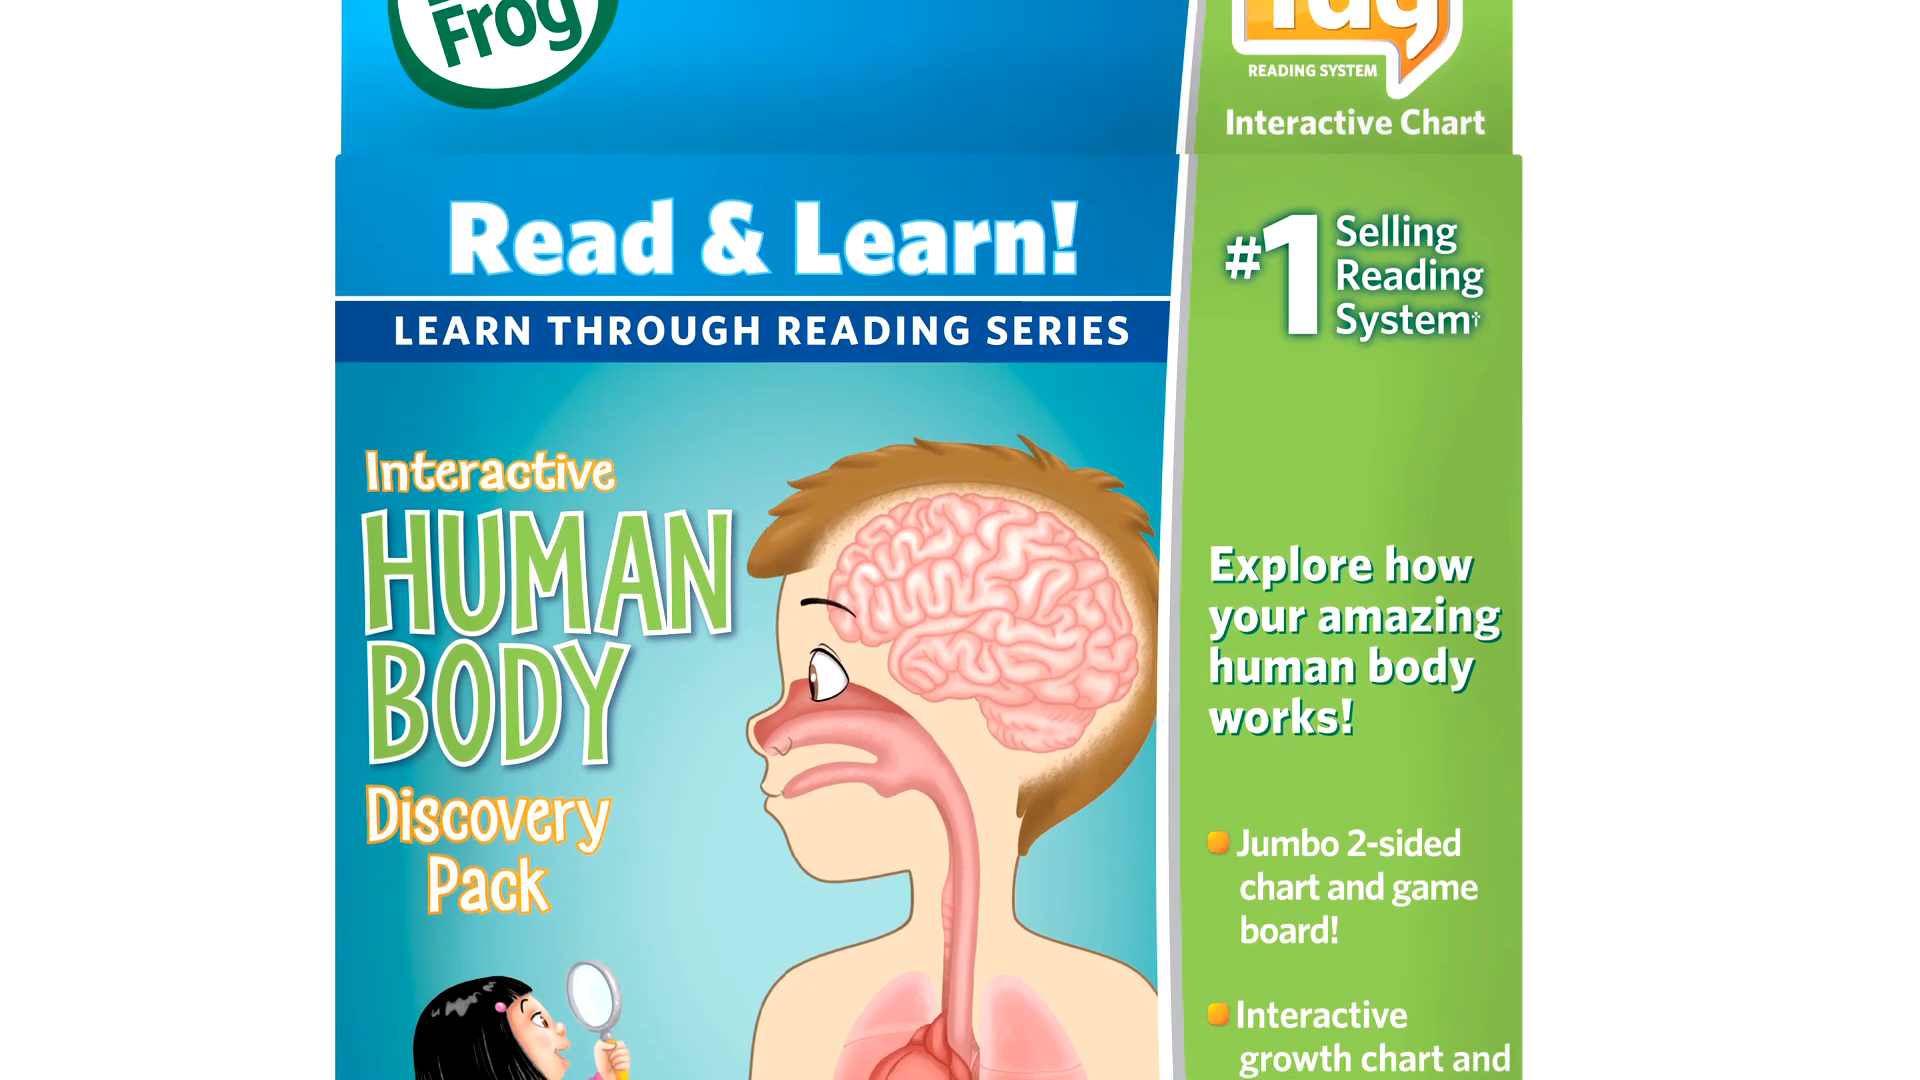 Frog
READING SYSTEM
Interactive Chart
Read & Learn!
LEARN THROUGH READING SERIES
#1 Selling
Reading
System†
Interactive
HUMAN
BODY
Discovery
Pack
Explore how
your amazing
human body
works!
Jumbo 2-sided
chart and game
board!
Interactive
growth chart and